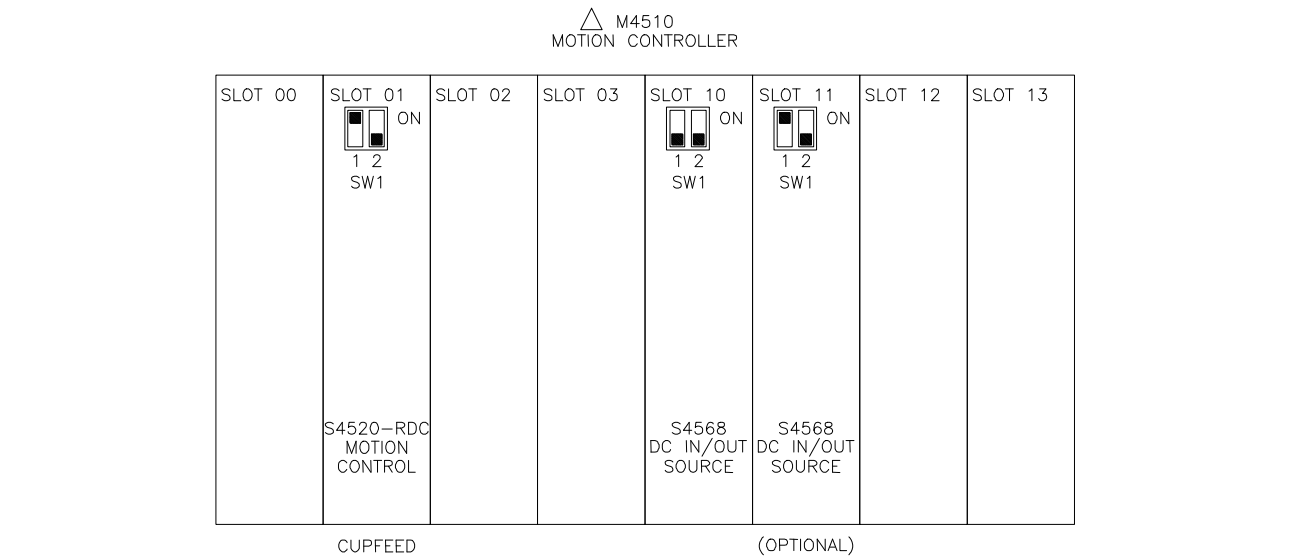 M4510
MOTION CONTROLLER
SLOT 00
SLOT 01
SLOT 02
SLOT 03
SLOT 10
SLOT 11
SLOT 12
SLOT 13
ON
1 2
SW1
ON
1 2
SW1
ON
1 2
SW1
S4520-RDC
MOTION
CONTROL
S4568
DC IN/OUT
SOURCE
S4568
DC IN/OUT
SOURCE
CUPFEED
(OPTIONAL)